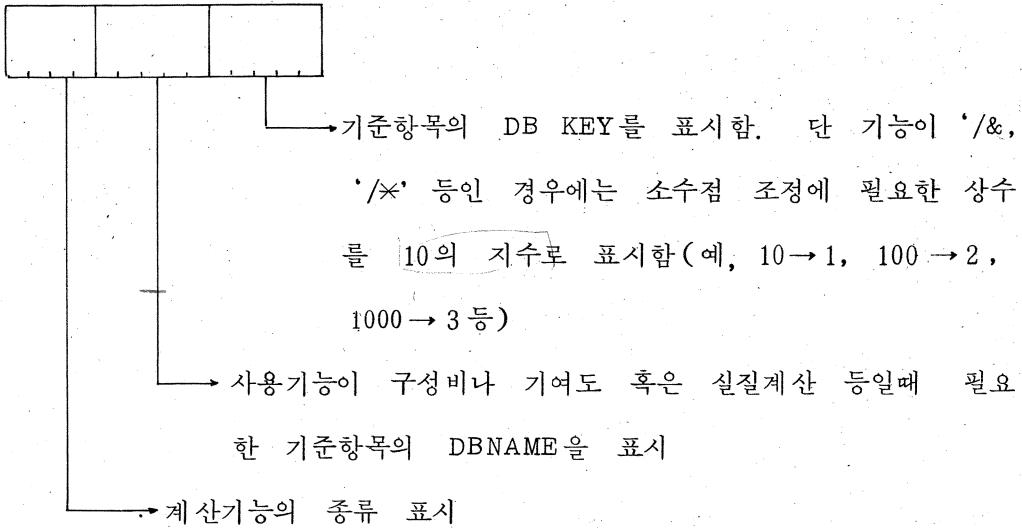 기준항목의 DB KEY를 표시함. 단 기능이 '/&,
'/*' 등인 경우에는 소수점 조정에 필요한 상수
를 10의 지수로 표시함(예, 10→1, 100→2,
1000→3등)
사용기능이 구성비나 기여도 혹은 실질계산 등일때 필요
한 기준항목의 DBNAME을 표시
계산기능의 종류 표시